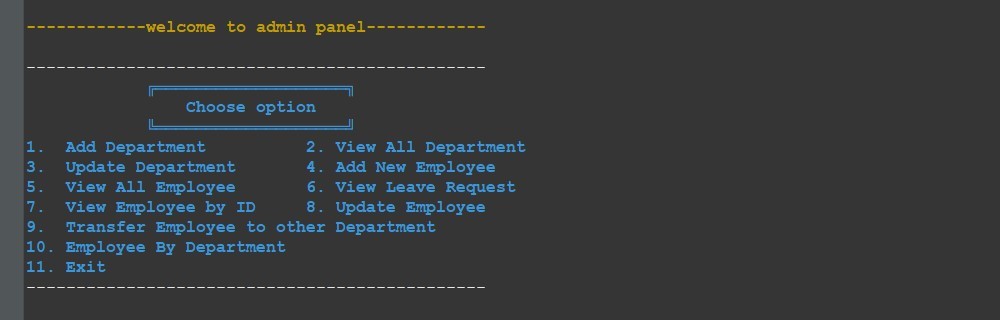 ------------welcome to admin panel------------
----------------------------------------------
╔═══════════════════╗
Choose option
╚═══════════════════╝
1.  Add Department          2. View All Department
3.  Update Department       4. Add New Employee
5.  View All Employee       6. View Leave Request
7.  View Employee by ID     8. Update Employee
9.  Transfer Employee to other Department
10. Employee By Department
11. Exit
----------------------------------------------